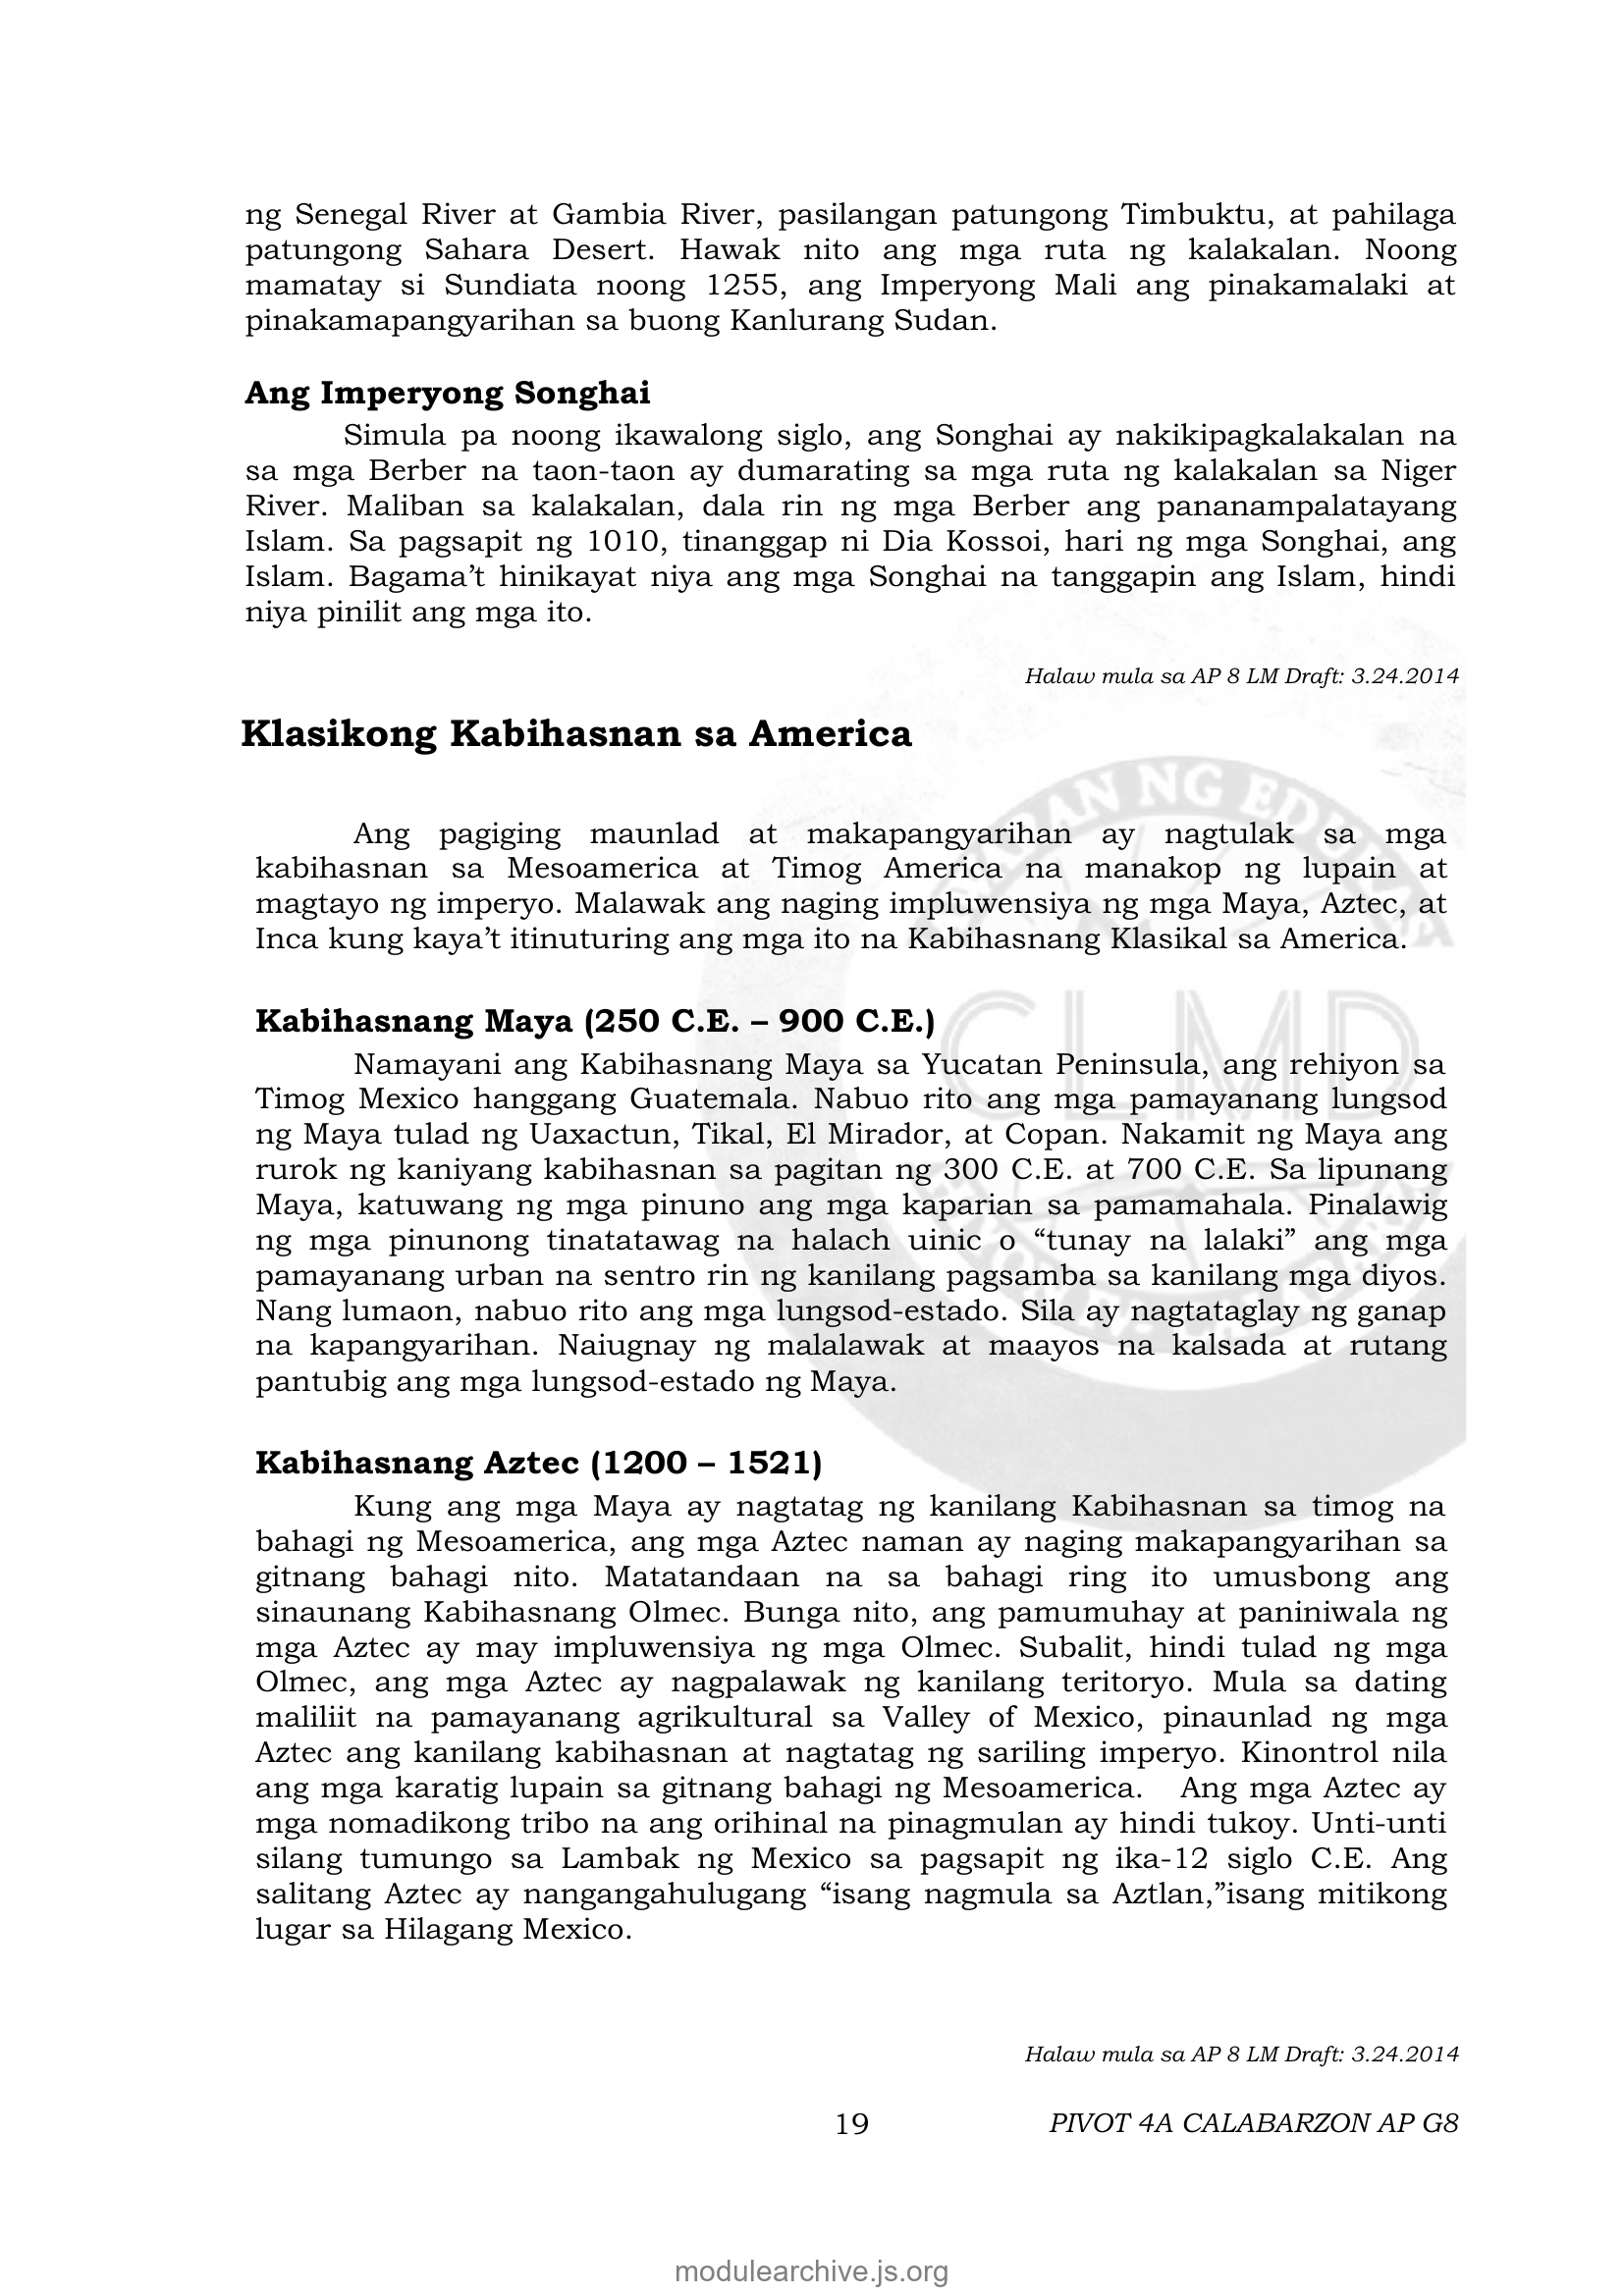 ng Senegal River at Gambia River, pasilangan patungong Timbuktu, at pahilaga
patungong Sahara Desert. Hawak nito ang mga ruta ng kalakalan. Noong
mamatay si Sundiata noong 1255, ang Imperyong Mali ang pinakamalaki at
pinakamapangyarihan sa buong Kanlurang Sudan.
Ang Imperyong Songhai
Simula pa noong ikawalong siglo, ang Songhai ay nakikipagkalakalan na
sa mga Berber na taon-taon ay dumarating sa mga ruta ng kalakalan sa Niger
River. Maliban sa kalakalan, dala rin ng mga Berber ang pananampalatayang
Islam. Sa pagsapit ng 1010, tinanggap ni Dia Kossoi, hari ng mga Songhai, ang
Islam. Bagama’t hinikayat niya ang mga Songhai na tanggapin ang Islam, hindi
niya pinilit ang mga ito.
Halaw mula sa AP 8 LM Draft: 3.24.2014
Klasikong Kabihasnan sa America
Ang pagiging maunlad at makapangyarihan ay nagtulak sa mga
kabihasnan sa Mesoamerica at Timog America na manakop ng lupain at
magtayo ng imperyo. Malawak ang naging impluwensiya ng mga Maya, Aztec, at
Inca kung kaya’t itinuturing ang mga ito na Kabihasnang Klasikal sa America.
Kabihasnang Maya (250 C.E. – 900 C.E.)
Namayani ang Kabihasnang Maya sa Yucatan Peninsula, ang rehiyon sa
Timog Mexico hanggang Guatemala. Nabuo rito ang mga pamayanang lungsod
ng Maya tulad ng Uaxactun, Tikal, El Mirador, at Copan. Nakamit ng Maya ang
rurok ng kaniyang kabihasnan sa pagitan ng 300 C.E. at 700 C.E. Sa lipunang
Maya, katuwang ng mga pinuno ang mga kaparian sa pamamahala. Pinalawig
ng mga pinunong tinatatawag na halach uinic o “tunay na lalaki” ang mga
pamayanang urban na sentro rin ng kanilang pagsamba sa kanilang mga diyos.
Nang lumaon, nabuo rito ang mga lungsod-estado. Sila ay nagtataglay ng ganap
na kapangyarihan. Naiugnay ng malalawak at maayos na kalsada at rutang
pantubig ang mga lungsod-estado ng Maya.
Kabihasnang Aztec (1200 – 1521)
Kung ang mga Maya ay nagtatag ng kanilang Kabihasnan sa timog na
bahagi ng Mesoamerica, ang mga Aztec naman ay naging makapangyarihan sa
gitnang bahagi nito. Matatandaan na sa bahagi ring ito umusbong ang
sinaunang Kabihasnang Olmec. Bunga nito, ang pamumuhay at paniniwala ng
mga Aztec ay may impluwensiya ng mga Olmec. Subalit, hindi tulad ng mga
Olmec, ang mga Aztec ay nagpalawak ng kanilang teritoryo. Mula sa dating
maliliit na pamayanang agrikultural sa Valley of Mexico, pinaunlad ng mga
Aztec ang kanilang kabihasnan at nagtatag ng sariling imperyo. Kinontrol nila
ang mga karatig lupain sa gitnang bahagi ng Mesoamerica. Ang mga Aztec ay
mga nomadikong tribo na ang orihinal na pinagmulan ay hindi tukoy. Unti-unti
silang tumungo sa Lambak ng Mexico sa pagsapit ng ika-12 siglo C.E. Ang
salitang Aztec ay nangangahulugang “isang nagmula sa Aztlan,”isang mitikong
lugar sa Hilagang Mexico.
Halaw mula sa AP 8 LM Draft: 3.24.2014
19 PIVOT 4A CALABARZON AP G8
modulearchive.js.org
NG
CLMD